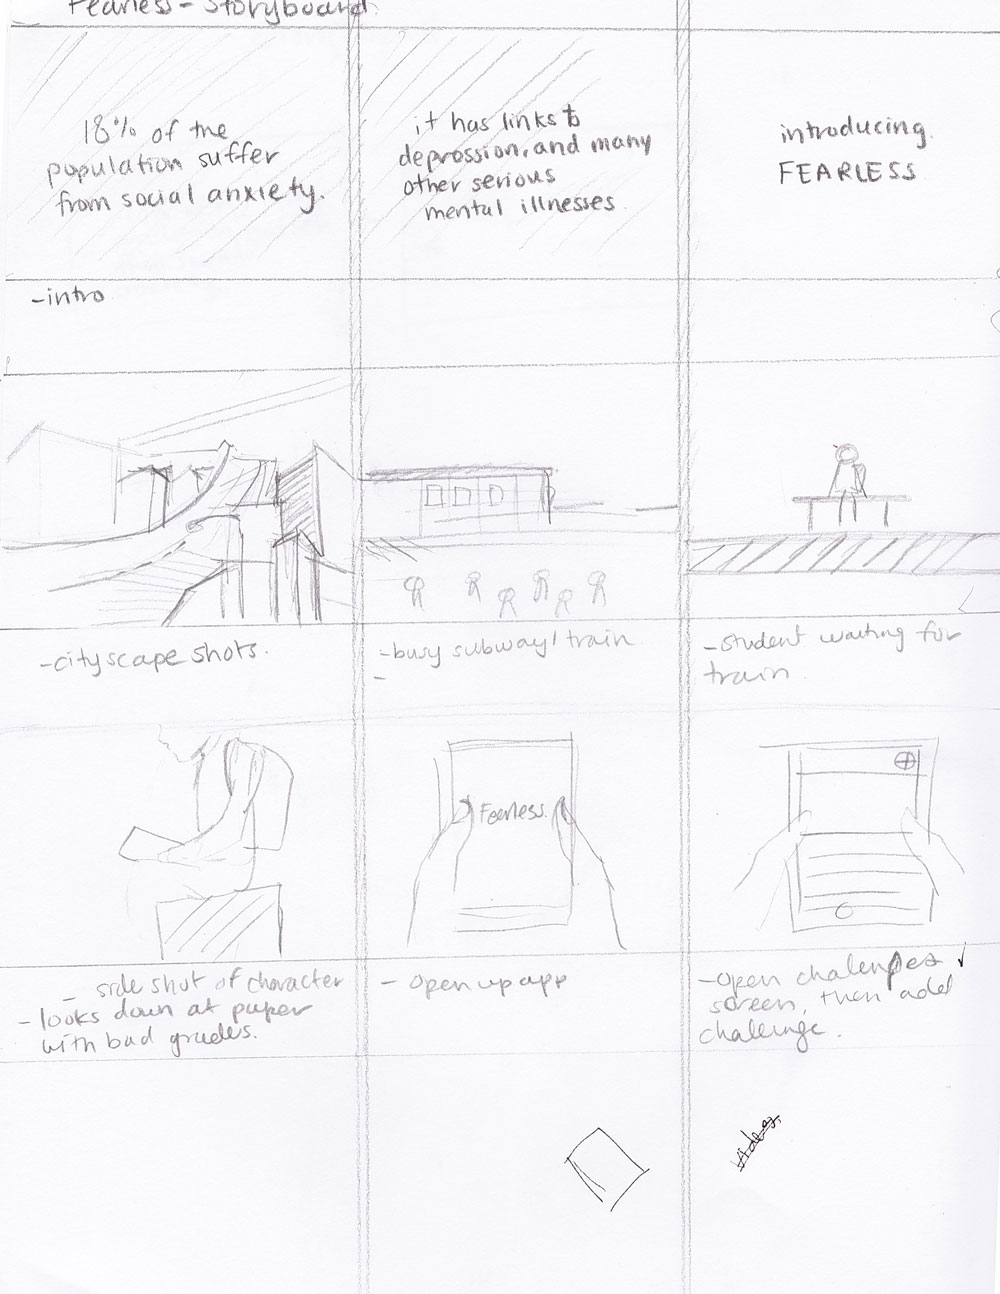 Fearless - Storyboard
18% of the
population suffer
from social anxiety.
it has links to
deprossion, and many
other serious
mental illnesses
introducing
FEARLESS
-intro
-cityscape shots.
-busy subway/train
-
-student waiting for
train.
Fearless.
- side shot of character
- looks down at paper
with bad grades.
- open up app
-Open challenges
screen, then add
challenge.